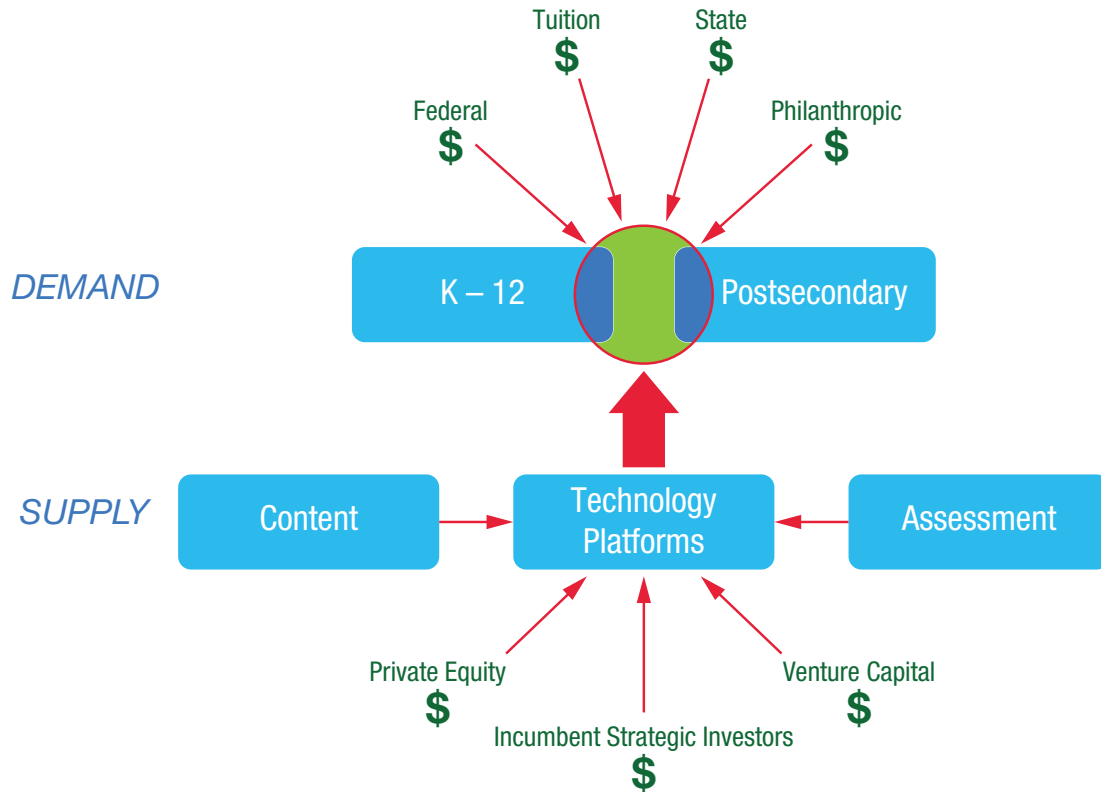 Tuition
$
State
$
Federal
$
Philanthropic
$
DEMAND
K – 12
Postsecondary
SUPPLY
Content
Technology
Platforms
Assessment
Private Equity
$
Incumbent Strategic Investors
$
Venture Capital
$